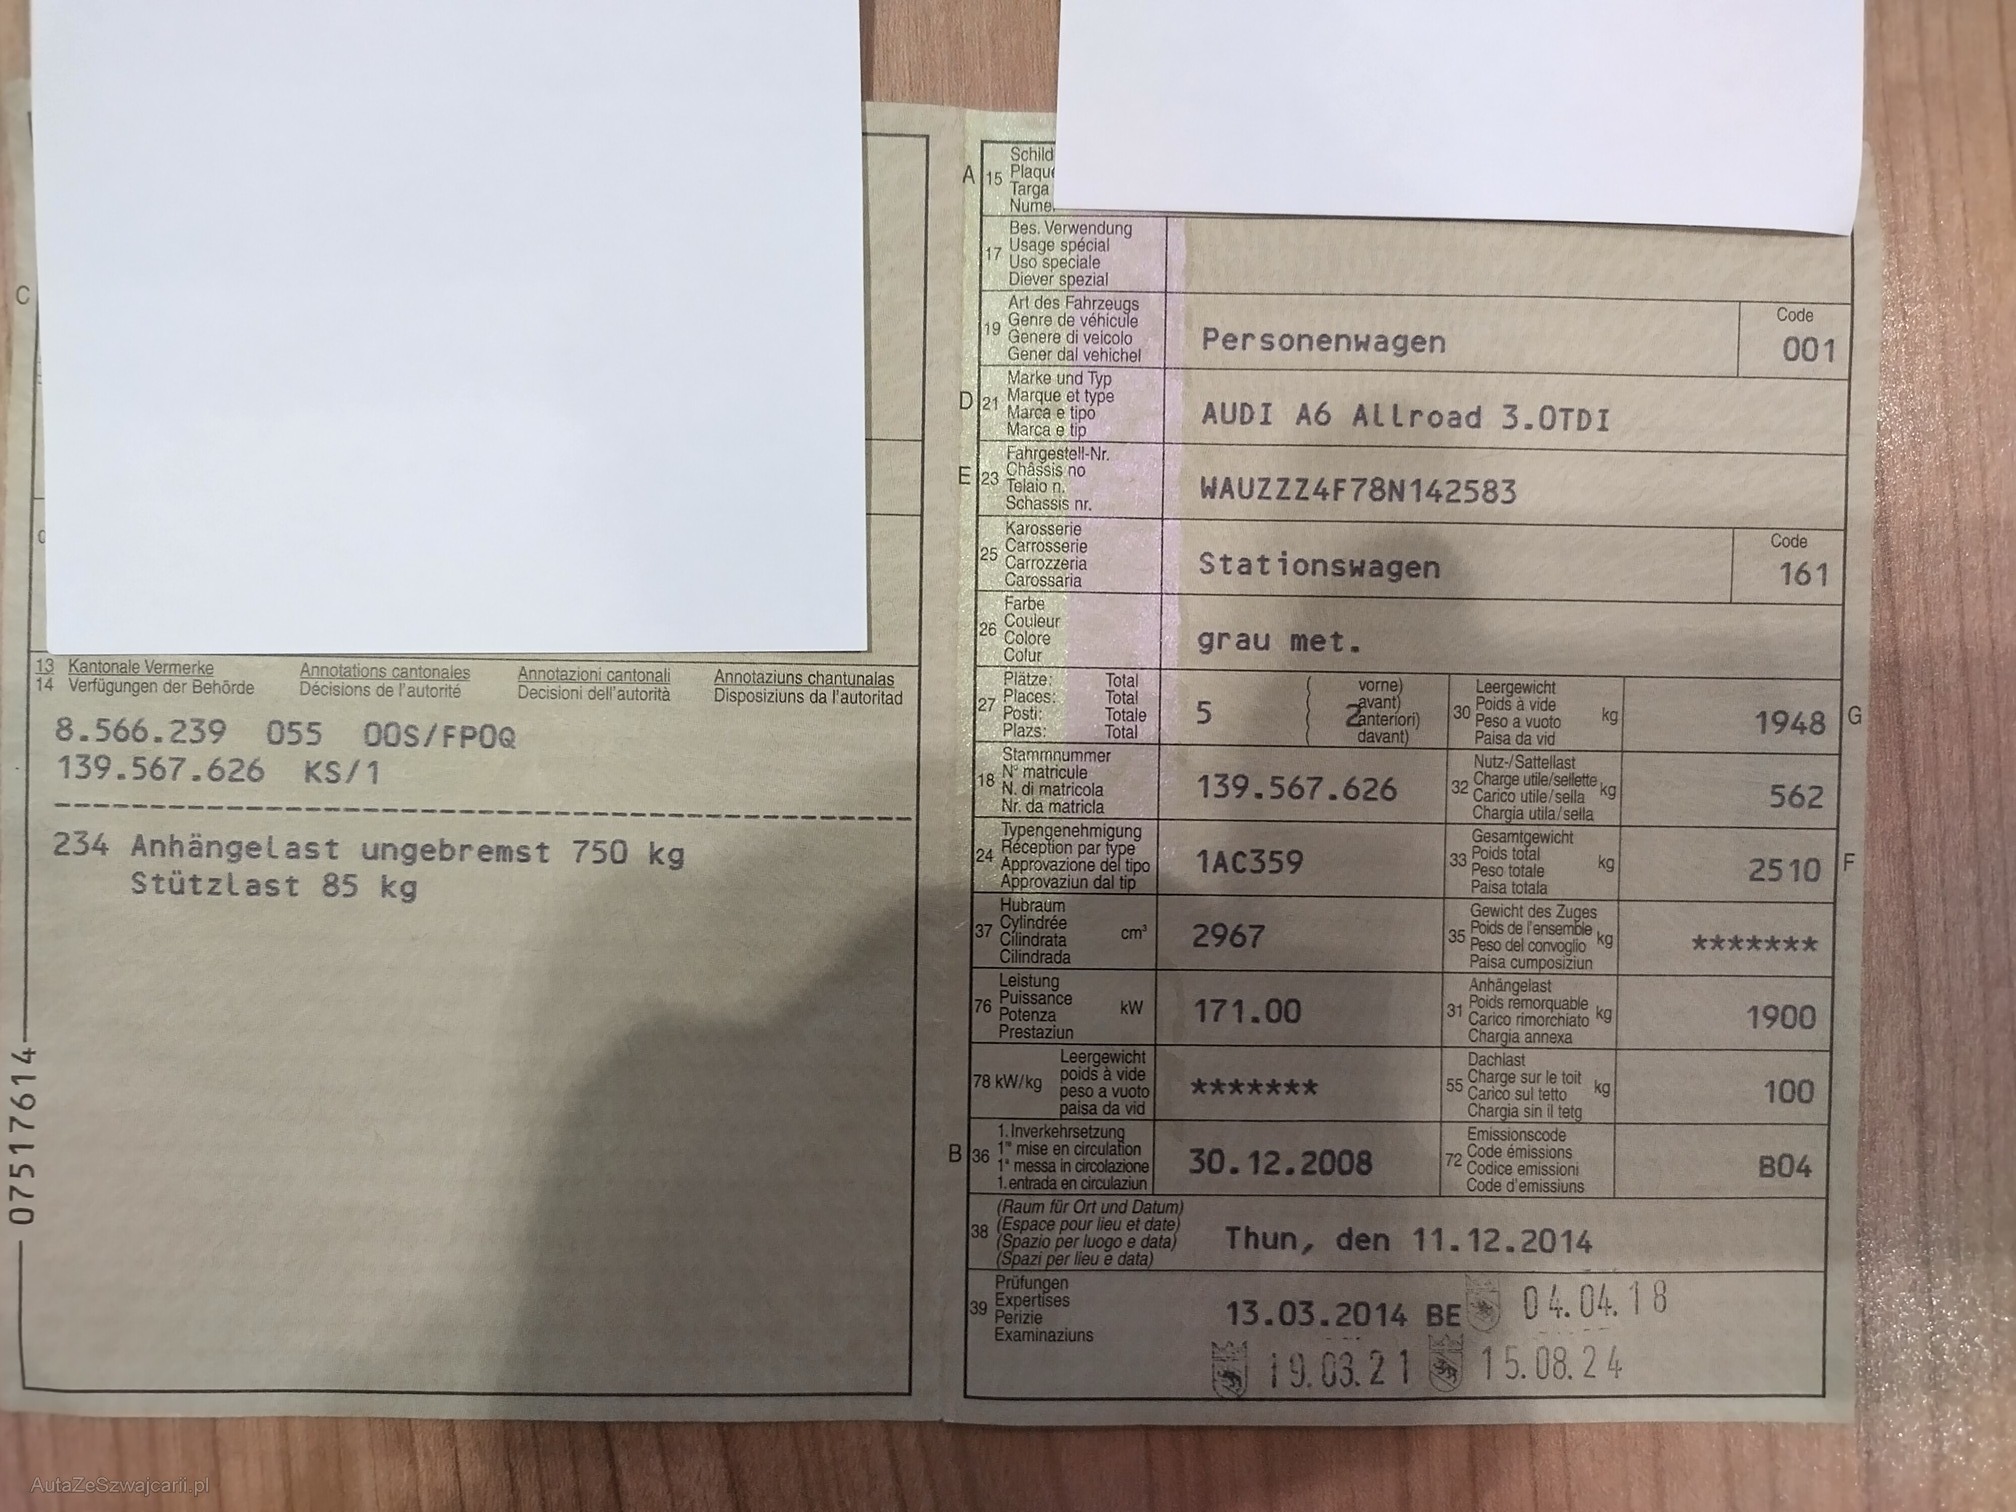 C
13 Kantonale Vermerke Annotations cantonales Annotazioni cantonali Annotaziuns chantunalas
14 Verfügungen der Behörde Décisions de l'autorité Decisioni dell'autorità Disposiziuns da l'autoritad
8.566.239 055 00S/FP0Q
139.567.626 KS/1
234 Anhängelast ungebremst 750 kg
Stützlast 85 kg
07517614
A 15 Schild
Plaque
Targa
Nume
17 Bes. Verwendung
Usage spécial
Uso speciale
Diever spezial
19 Art des Fahrzeugs
Genre de véhicule
Genere di veicolo
Gener dal vehichel
Personenwagen
Code
001
D 21 Marke und Typ
Marque et type
Marca e tipo
Marca e tip
AUDI A6 Allroad 3.0TDI
E 23 Fahrgestell-Nr.
Châssis no
Telaio n.
Schassis nr.
WAUZZZ4F78N142583
25 Karosserie
Carrosserie
Carrozzeria
Carossaria
Stationswagen
Code
161
26 Farbe
Couleur
Colore
Colur
grau met.
27 Plätze: Total
Places: Total
Posti: Totale
Plazs: Total
5
( vorne)
avant)
2 anteriori)
( davant)
30 Leergewicht
Poids à vide
Peso a vuoto kg
Paisa da vid
1948 G
18 Stammnummer
N° matricule
N. di matricola
Nr. da matricla
139.567.626
32 Nutz-/Sattellast
Charge utile/sellette kg
Carico utile/sella
Chargia utila/sella
562
24 Typengenehmigung
Réception par type
Approvazione del tipo
Approvaziun dal tip
1AC359
33 Gesamtgewicht
Poids total kg
Peso totale
Paisa totala
2510 F
37 Hubraum
Cylindrée
Cilindrata cm³
Cilindrada
2967
35 Gewicht des Zuges
Poids de l'ensemble kg
Peso del convoglio
Paisa cumposiziun
*******
76 Leistung
Puissance kW
Potenza
Prestaziun
171.00
31 Anhängelast
Poids remorquable kg
Carico rimorchiato
Chargia annexa
1900
78 kW/kg Leergewicht
poids à vide
peso a vuoto
paisa da vid
*******
55 Dachlast
Charge sur le toit kg
Carico sul tetto
Chargia sin il tetg
100
B 36 1. Inverkehrsetzung
1re mise en circulation
1a messa in circolazione
1. entrada en circulaziun
30.12.2008
72 Emissionscode
Code émissions
Codice emissioni
Code d'emissiuns
B04
38 (Raum für Ort und Datum)
(Espace pour lieu et date)
(Spazio per luogo e data)
(Spazi per lieu e data)
Thun, den 11.12.2014
39 Prüfungen
Expertises
Perizie
Examinaziuns
13.03.2014 BE 04.04.18
19.03.21 15.08.24
AutaZeSzwajcarii.pl